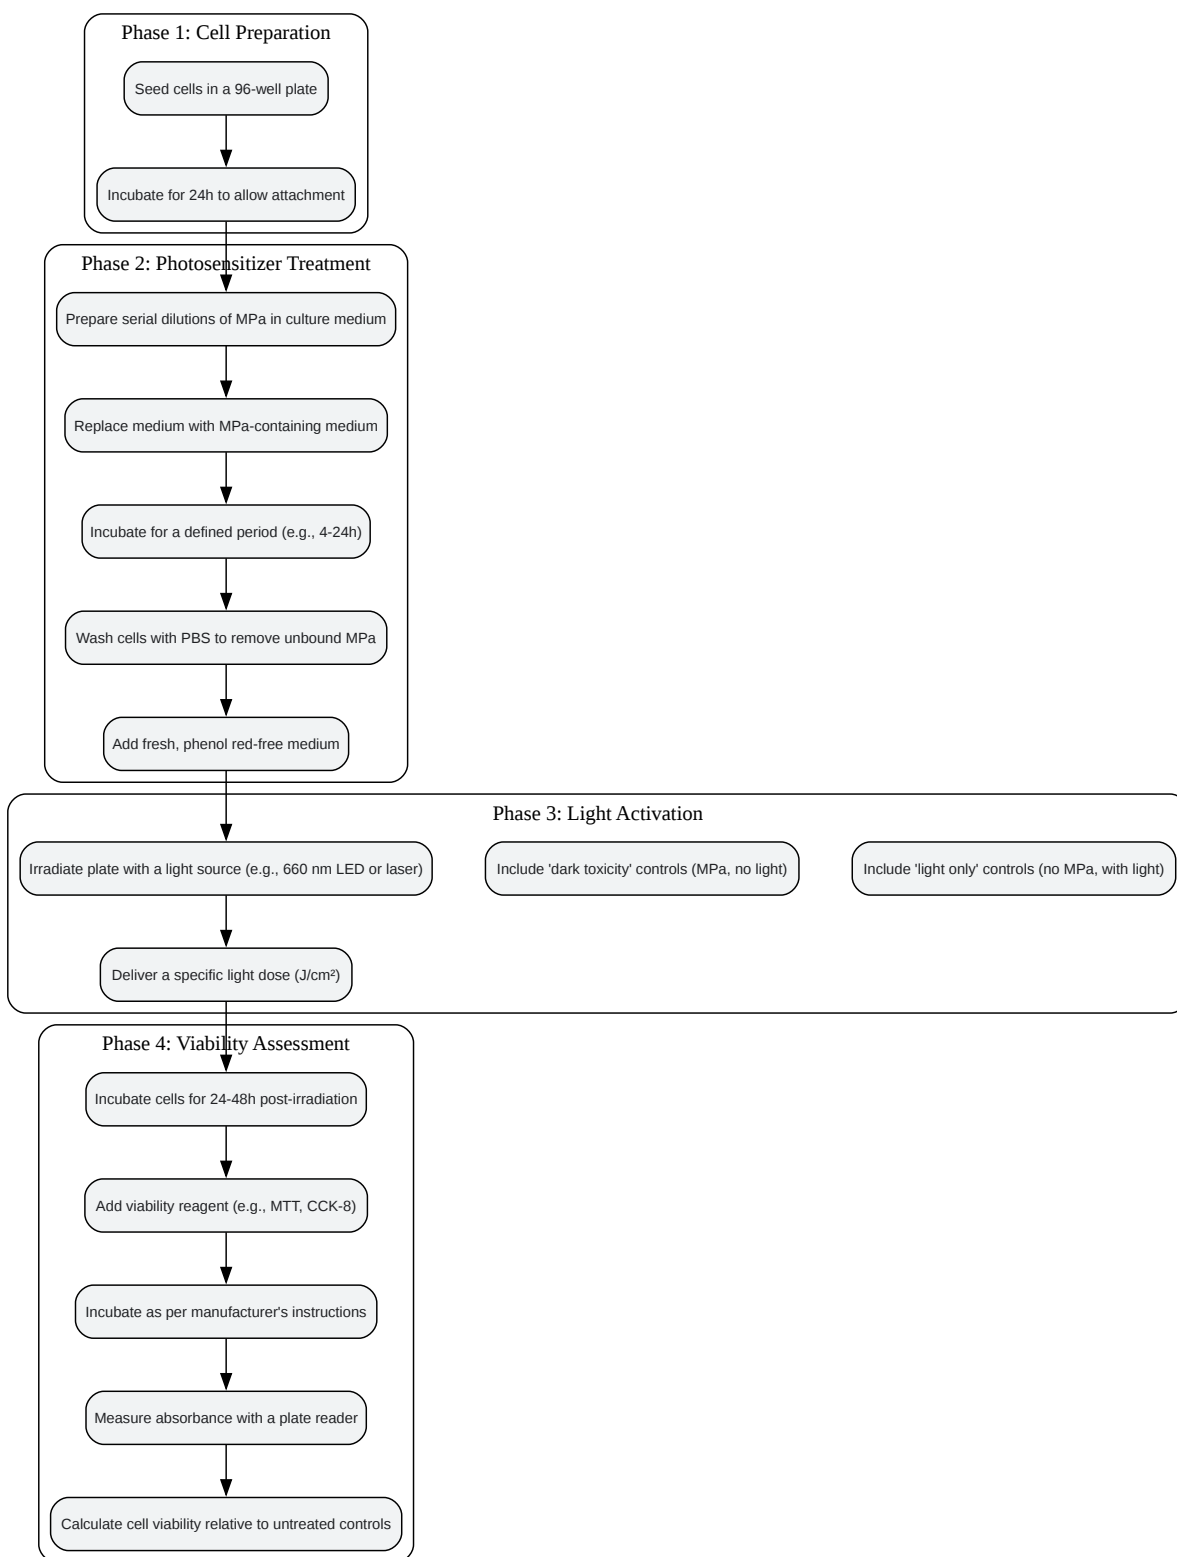 Phase 1: Cell Preparation
Seed cells in a 96-well plate
Incubate for 24h to allow attachment
Phase 2: Photosensitizer Treatment
Prepare serial dilutions of MPa in culture medium
Replace medium with MPa-containing medium
Incubate for a defined period (e.g., 4-24h)
Wash cells with PBS to remove unbound MPa
Add fresh, phenol red-free medium
Phase 3: Light Activation
Irradiate plate with a light source (e.g., 660 nm LED or laser)
Include 'dark toxicity' controls (MPa, no light)
Include 'light only' controls (no MPa, with light)
Deliver a specific light dose (J/cm²)
Phase 4: Viability Assessment
Incubate cells for 24-48h post-irradiation
Add viability reagent (e.g., MTT, CCK-8)
Incubate as per manufacturer's instructions
Measure absorbance with a plate reader
Calculate cell viability relative to untreated controls